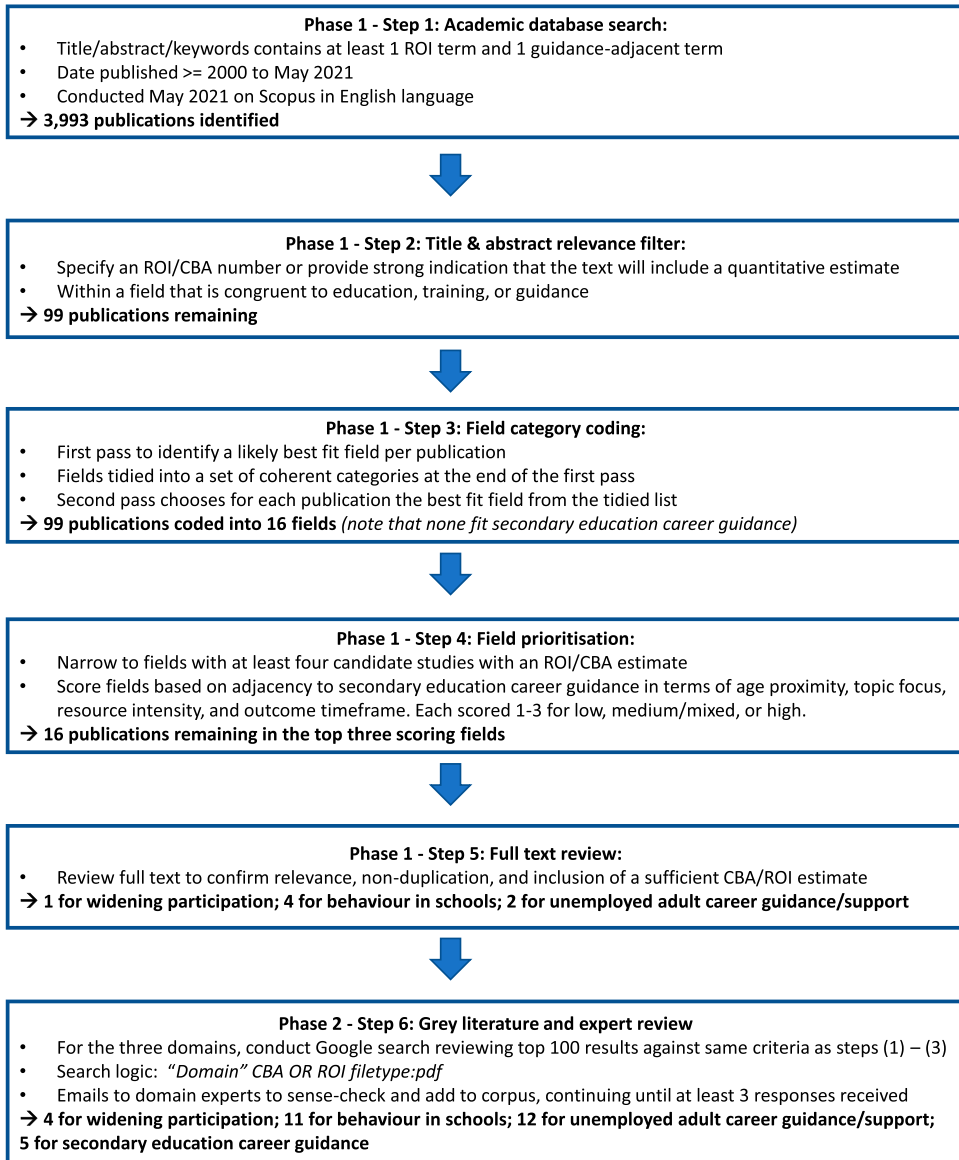 Phase 1 - Step 1: Academic database search:
• Title/abstract/keywords contains at least 1 ROI term and 1 guidance-adjacent term
• Date published >= 2000 to May 2021
• Conducted May 2021 on Scopus in English language
→ 3,993 publications identified
Phase 1 - Step 2: Title & abstract relevance filter:
• Specify an ROI/CBA number or provide strong indication that the text will include a quantitative estimate
• Within a field that is congruent to education, training, or guidance
→ 99 publications remaining
Phase 1 - Step 3: Field category coding:
• First pass to identify a likely best fit field per publication
• Fields tidied into a set of coherent categories at the end of the first pass
• Second pass chooses for each publication the best fit field from the tidied list
→ 99 publications coded into 16 fields (note that none fit secondary education career guidance)
Phase 1 - Step 4: Field prioritisation:
• Narrow to fields with at least four candidate studies with an ROI/CBA estimate
• Score fields based on adjacency to secondary education career guidance in terms of age proximity, topic focus,
resource intensity, and outcome timeframe. Each scored 1-3 for low, medium/mixed, or high.
→ 16 publications remaining in the top three scoring fields
Phase 1 - Step 5: Full text review:
• Review full text to confirm relevance, non-duplication, and inclusion of a sufficient CBA/ROI estimate
→ 1 for widening participation; 4 for behaviour in schools; 2 for unemployed adult career guidance/support
Phase 2 - Step 6: Grey literature and expert review
• For the three domains, conduct Google search reviewing top 100 results against same criteria as steps (1) – (3)
• Search logic: “Domain” CBA OR ROI filetype:pdf
• Emails to domain experts to sense-check and add to corpus, continuing until at least 3 responses received
→ 4 for widening participation; 11 for behaviour in schools; 12 for unemployed adult career guidance/support;
5 for secondary education career guidance